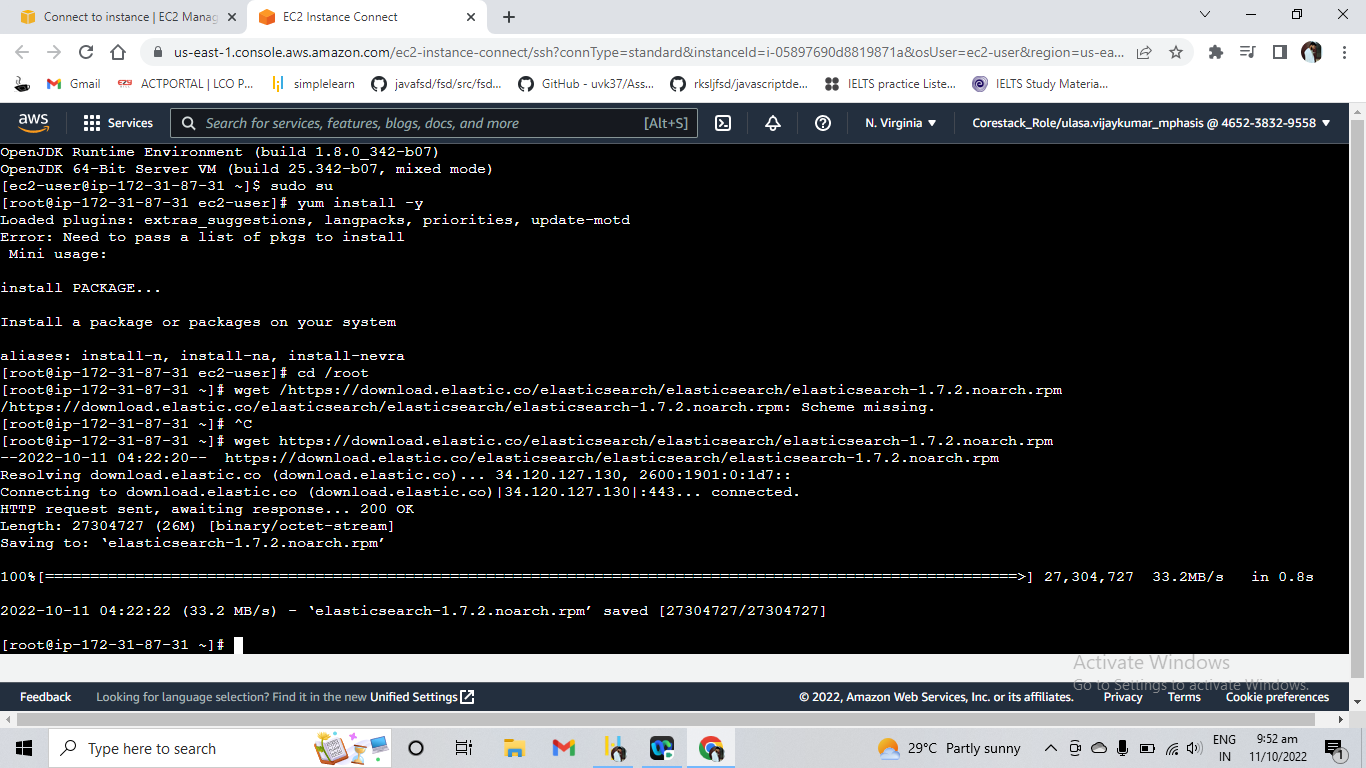 Connect to instance | EC2 Manag
EC2 Instance Connect
us-east-1.console.aws.amazon.com/ec2-instance-connect/ssh?connType=standard&instanceId=i-05897690d8819871a&osUser=ec2-user&region=us-ea...
Gmail
ACTPORTAL | LCO P...
simplelearn
javafsd/fsd/src/fsd...
GitHub - uvk37/Ass...
rksljfsd/javascriptde...
IELTS practice Liste...
IELTS Study Materia...
aws
Services
Search for services, features, blogs, docs, and more
[Alt+S]
N. Virginia
Corestack_Role/ulasa.vijaykumar_mphasis @ 4652-3832-9558
OpenJDK Runtime Environment (build 1.8.0_342-b07)
OpenJDK 64-Bit Server VM (build 25.342-b07, mixed mode)
[ec2-user@ip-172-31-87-31 ~]$ sudo su
[root@ip-172-31-87-31 ec2-user]# yum install -y
Loaded plugins: extras_suggestions, langpacks, priorities, update-motd
Error: Need to pass a list of pkgs to install
 Mini usage:
install PACKAGE...
Install a package or packages on your system
aliases: install-n, install-na, install-nevra
[root@ip-172-31-87-31 ec2-user]# cd /root
[root@ip-172-31-87-31 ~]# wget /https://download.elastic.co/elasticsearch/elasticsearch/elasticsearch-1.7.2.noarch.rpm
/https://download.elastic.co/elasticsearch/elasticsearch/elasticsearch-1.7.2.noarch.rpm: Scheme missing.
[root@ip-172-31-87-31 ~]# ^C
[root@ip-172-31-87-31 ~]# wget https://download.elastic.co/elasticsearch/elasticsearch/elasticsearch-1.7.2.noarch.rpm
--2022-10-11 04:22:20--  https://download.elastic.co/elasticsearch/elasticsearch/elasticsearch-1.7.2.noarch.rpm
Resolving download.elastic.co (download.elastic.co)... 34.120.127.130, 2600:1901:0:1d7::
Connecting to download.elastic.co (download.elastic.co)|34.120.127.130|:443... connected.
HTTP request sent, awaiting response... 200 OK
Length: 27304727 (26M) [binary/octet-stream]
Saving to: ‘elasticsearch-1.7.2.noarch.rpm’
100%[============================================================================================================>] 27,304,727  33.2MB/s   in 0.8s
2022-10-11 04:22:22 (33.2 MB/s) - ‘elasticsearch-1.7.2.noarch.rpm’ saved [27304727/27304727]
[root@ip-172-31-87-31 ~]#
Activate Windows
Go to Settings to activate Windows.
Feedback
Looking for language selection? Find it in the new Unified Settings
© 2022, Amazon Web Services, Inc. or its affiliates.
Privacy
Terms
Cookie preferences
Type here to search
29°C Partly sunny
ENG
IN
9:52 am
11/10/2022
1